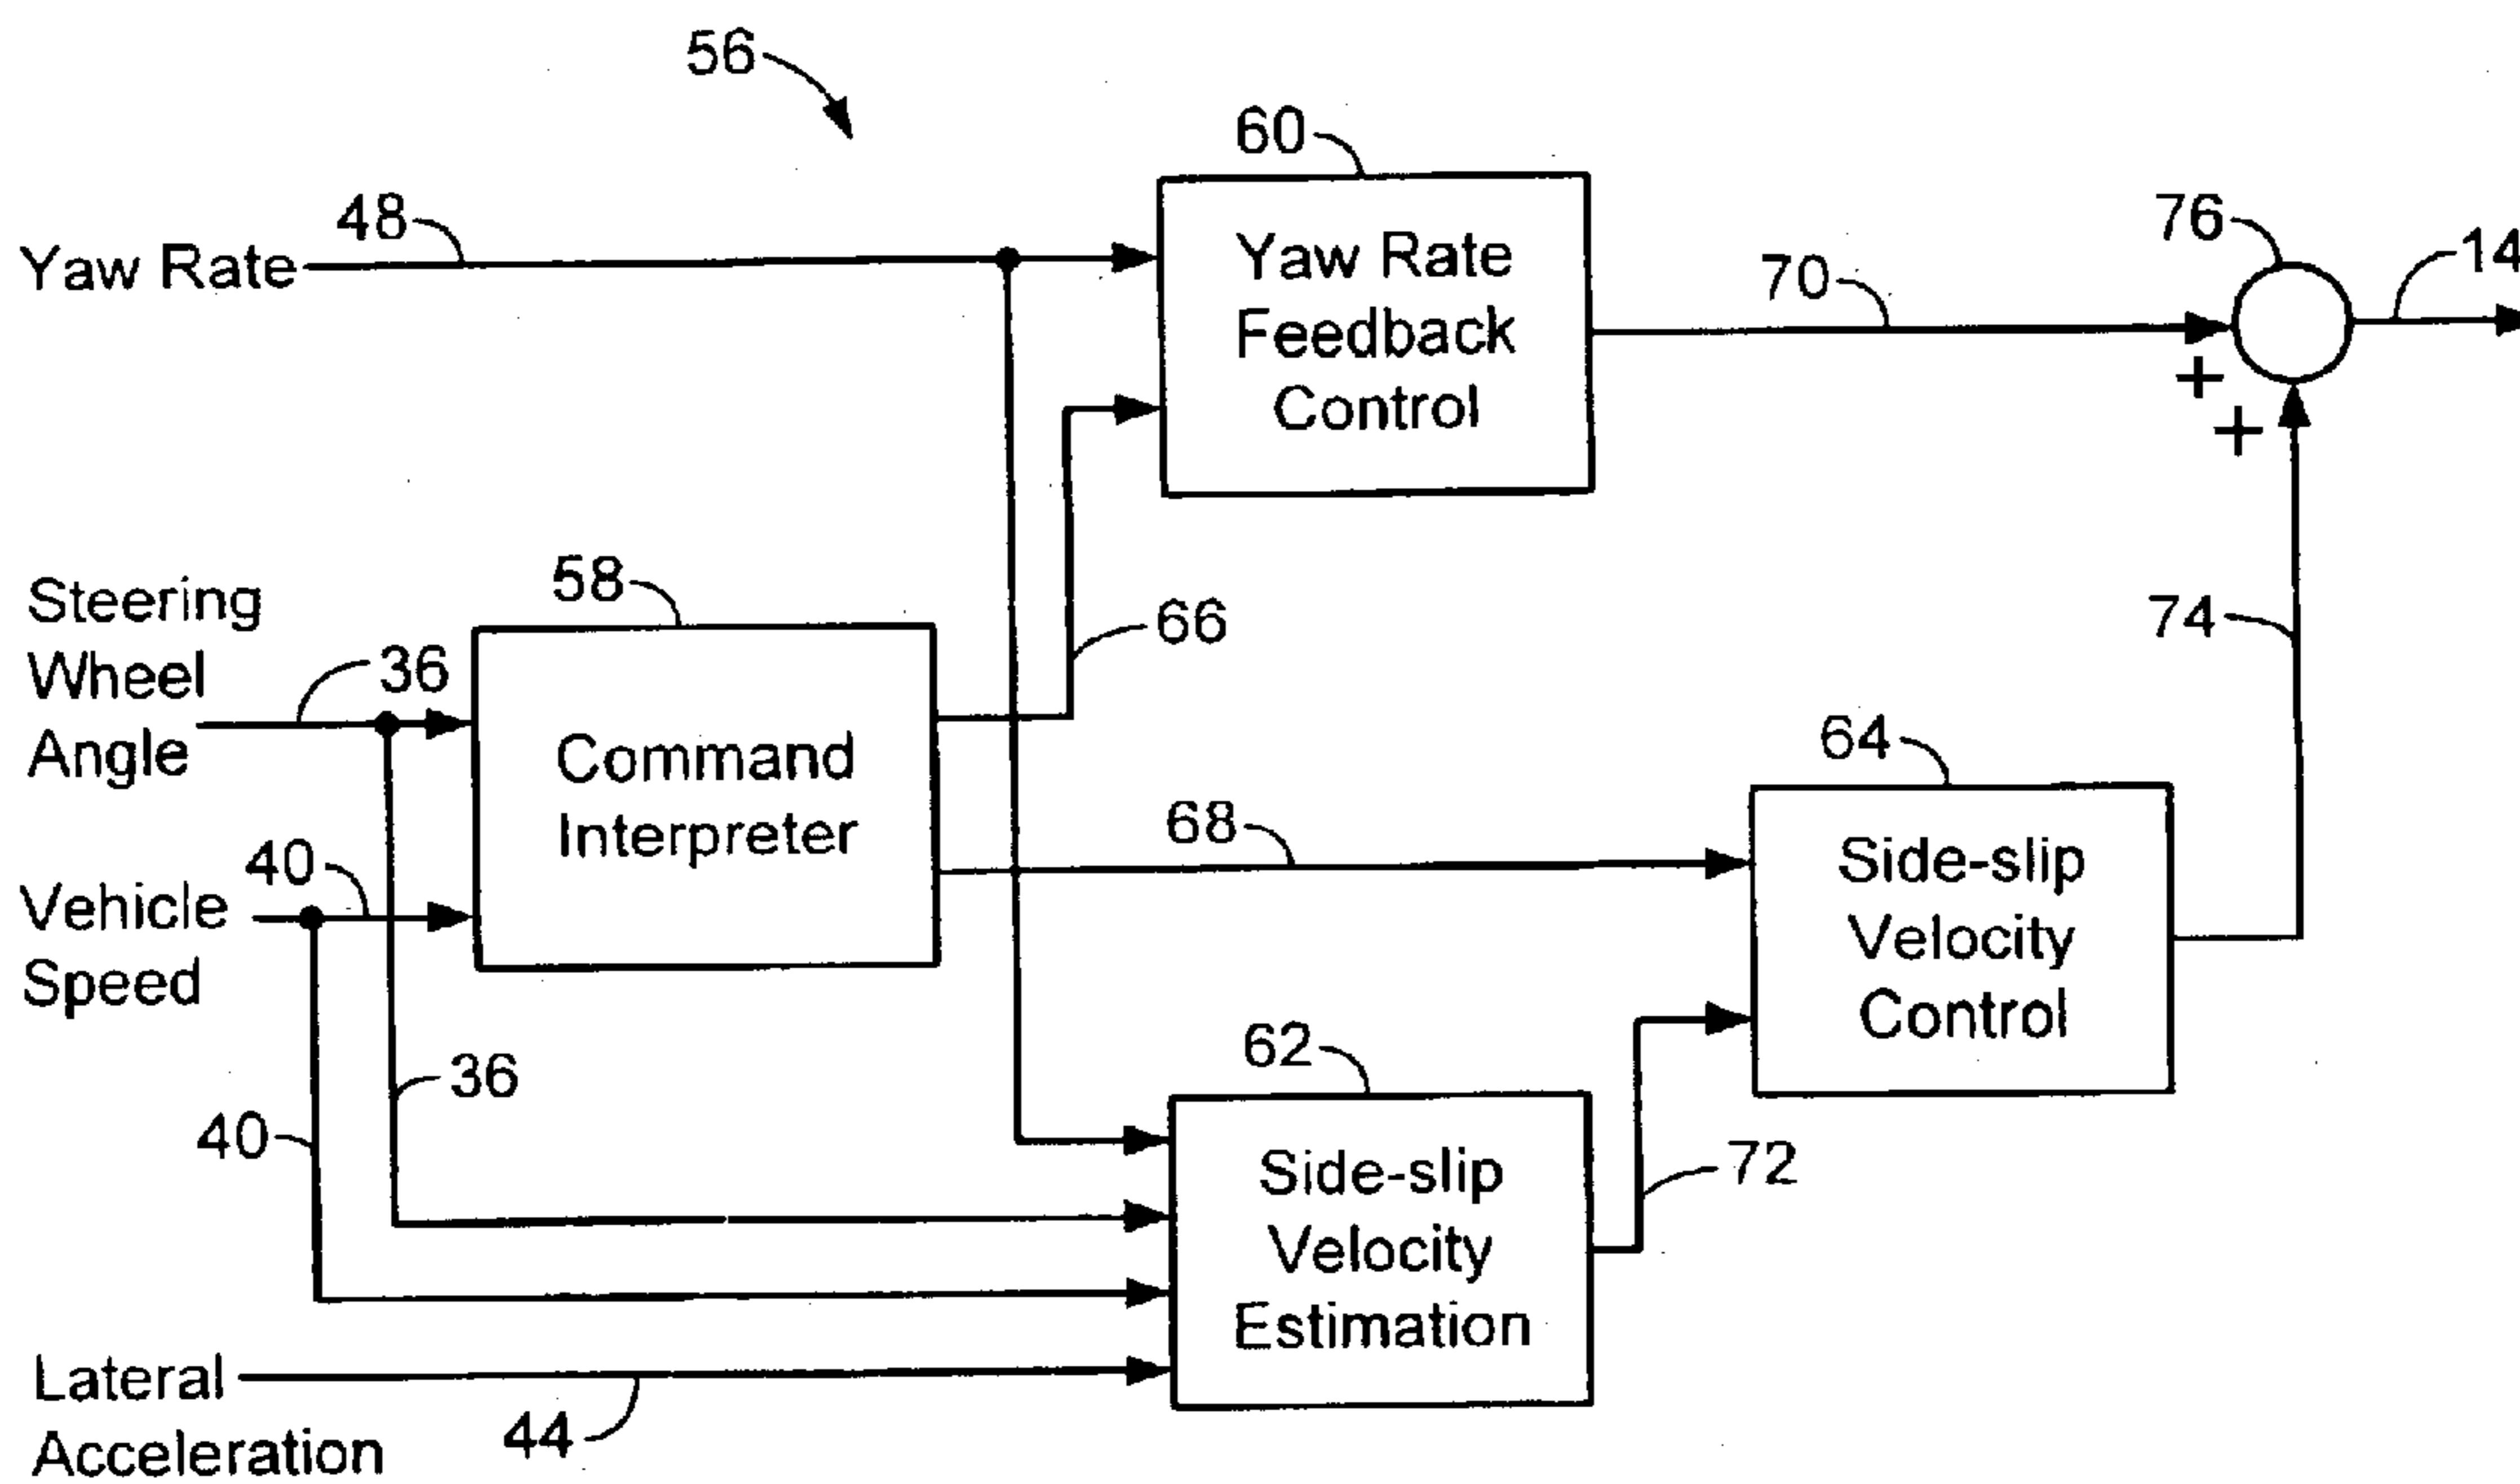 56
60
48
Yaw Rate
Yaw Rate
Feedback
Control
70
76
14
+
+
58
66
74
Steering
Wheel
Angle
36
Command
Interpreter
64
68
40
Vehicle
Speed
Side-slip
Velocity
Control
36
62
40
72
Side-slip
Velocity
Estimation
Lateral
Acceleration
44